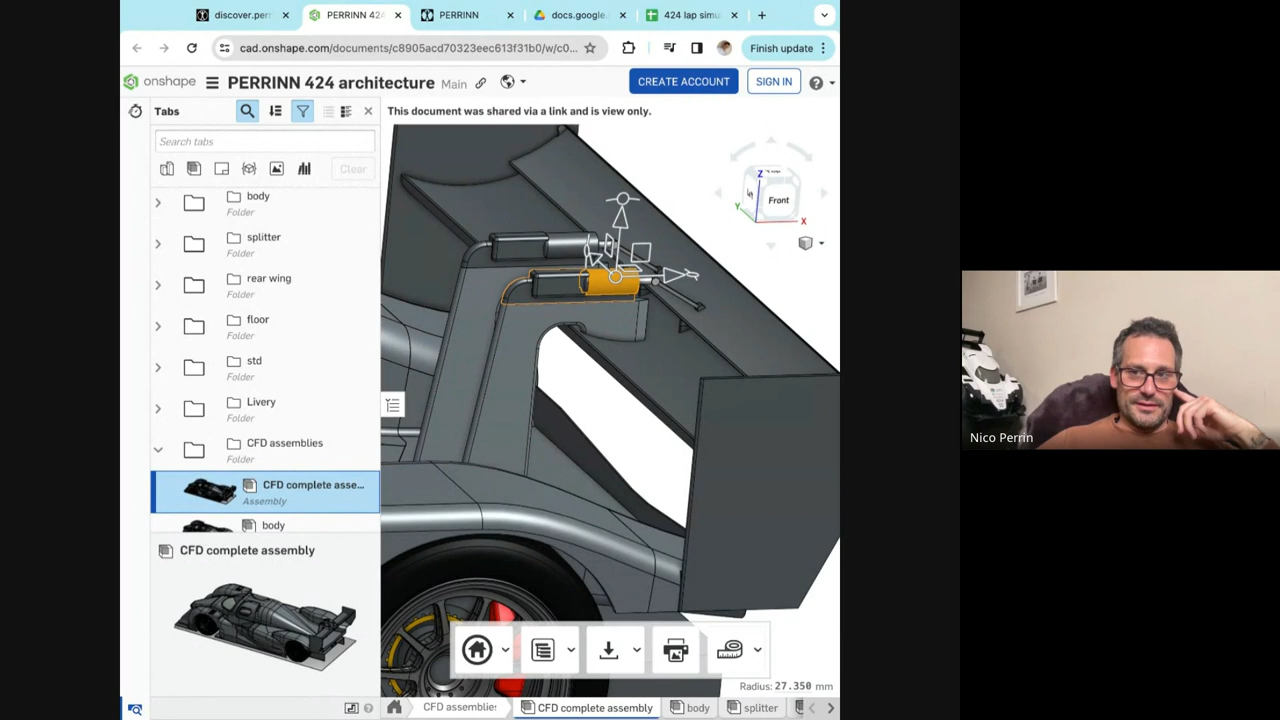 discover.perr
PERRINN 424
PERRINN
docs.google.
424 lap simu
cad.onshape.com/documents/c8905acd70323eec613f31b0/w/c0...
Finish update
onshape
PERRINN 424 architecture
Main
CREATE ACCOUNT
SIGN IN
Tabs
This document was shared via a link and is view only.
Search tabs
Clear
body
Folder
splitter
Folder
rear wing
Folder
floor
Folder
std
Folder
Livery
Folder
CFD assemblies
Folder
CFD complete asse...
Assembly
body
CFD complete assembly
Z
Y
X
Front
Nico Perrin
Radius: 27.350 mm
CFD assemblies
CFD complete assembly
body
splitter